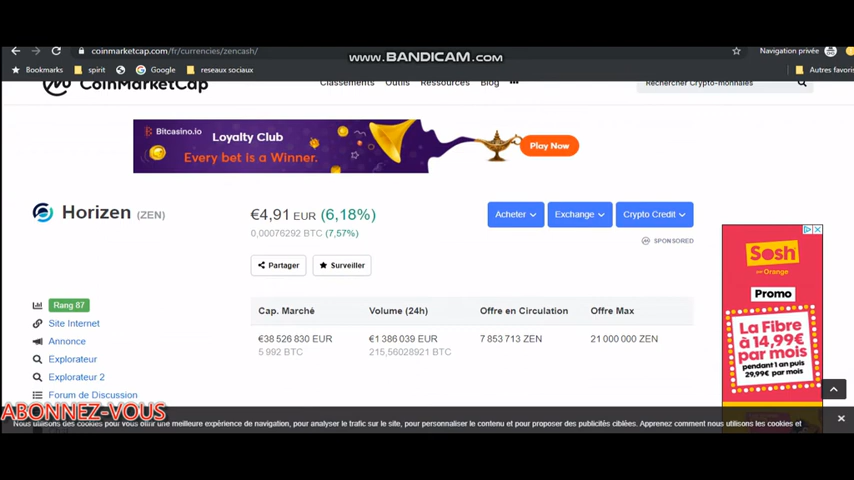 coinmarketcap.com/fr/currencies/zencash/
www.BANDICAM.com
Navigation privée
Bookmarks
spirit
Google
reseaux sociaux
Autres favoris
CoinMarketCap
Classements
Outils
Ressources
Blog
Rechercher Crypto-monnaies
Bitcasino.io
Loyalty Club
Every bet is a Winner.
Play Now
Horizen (ZEN)
€4,91 EUR (6,18%)
0,00076292 BTC (7,57%)
Acheter
Exchange
Crypto Credit
SPONSORED
Partager
Surveiller
Sosh
par Orange
Promo
La Fibre
à 14,99€
par mois
pendant 1 an puis
29,99€ par mois
Rang 87
Site Internet
Annonce
Explorateur
Explorateur 2
Forum de Discussion
Cap. Marché
Volume (24h)
Offre en Circulation
Offre Max
€38 526 830 EUR
€1 386 039 EUR
7 853 713 ZEN
21 000 000 ZEN
5 992 BTC
215,56028921 BTC
ABONNEZ-VOUS
Nous utilisons des cookies pour vous offrir une meilleure expérience de navigation, pour analyser le trafic sur le site, pour personnaliser le contenu et pour proposer des publicités ciblées. Apprenez comment nous utilisons les cookies et